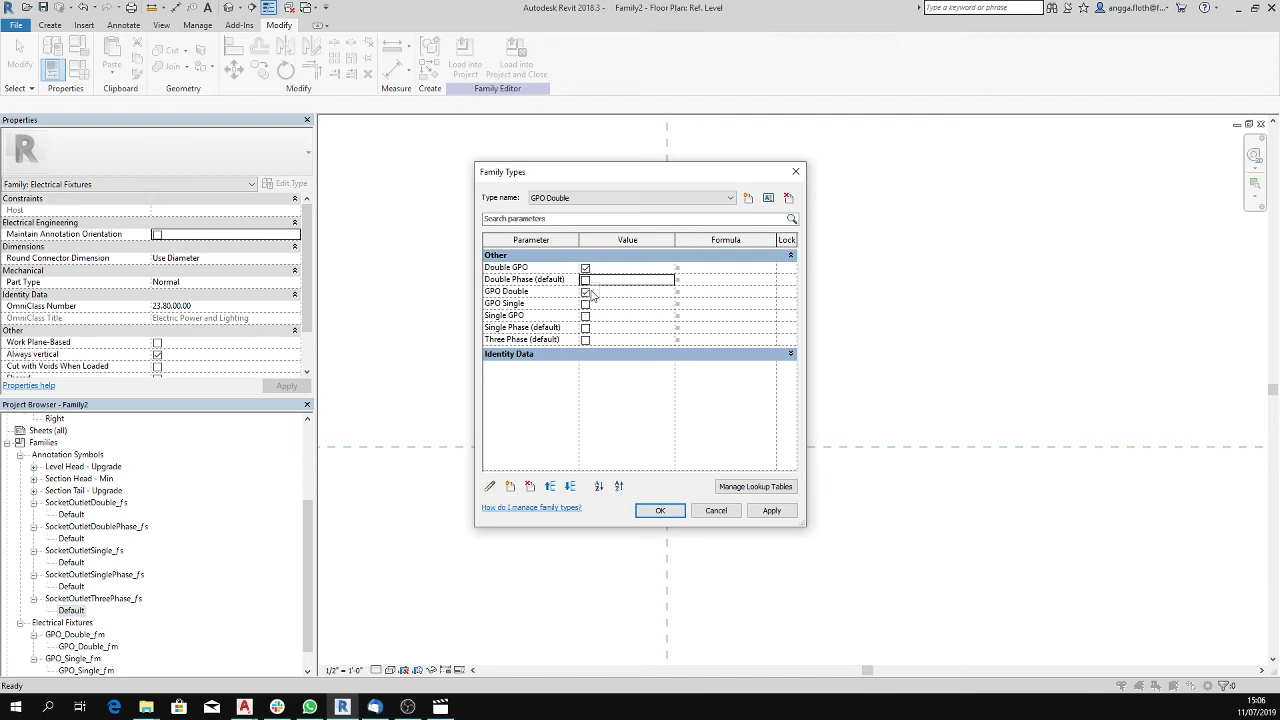 Autodesk Revit 2018.3 - Family2 - Floor Plan: Ref. Level
Type a keyword or phrase
angga.floth@f...
File
Create
Insert
Annotate
View
Manage
Add-Ins
Modify
Modify
Paste
Cut
Join
Load into
Project
Load into
Project and Close
Select
Properties
Clipboard
Geometry
Modify
Measure
Create
Family Editor
Properties
Family: Electrical Fixtures
Edit Type
Constraints
Host
Electrical Engineering
Maintain Annotation Orientation
Dimensions
Round Connector Dimension Use Diameter
Mechanical
Part Type Normal
Identity Data
OmniClass Number 23.80.00.00
OmniClass Title Electric Power and Lighting
Other
Work Plane-Based
Always vertical
Cut with Voids When Loaded
Properties help
Apply
Project Browser - Family2
Right
Sheets (all)
Families
Annotation Symbols
Level Head - Upgrade
Section Head - Min
Section Tail - Upgrade
SocketOutletDouble_fs
Default
SocketOutletDoublePhase_fs
Default
SocketOutletSingle_fs
Default
SocketOutletSinglePhase_fs
Default
SocketOutletThreePhase_fs
Default
Electrical Fixtures
GPO_Double_fm
GPO_Double_fm
GPO_Single_fm
GPO_Single_fm
Family Types
Type name: GPO Double
Search parameters
Parameter Value Formula Lock
Other
Double GPO
Double Phase (default)
GPO Double
GPO Single
Single GPO
Single Phase (default)
Three Phase (default)
Identity Data
Manage Lookup Tables
How do I manage family types?
OK
Cancel
Apply
1/2" = 1'-0"
Ready
:0
15:06
11/07/2019